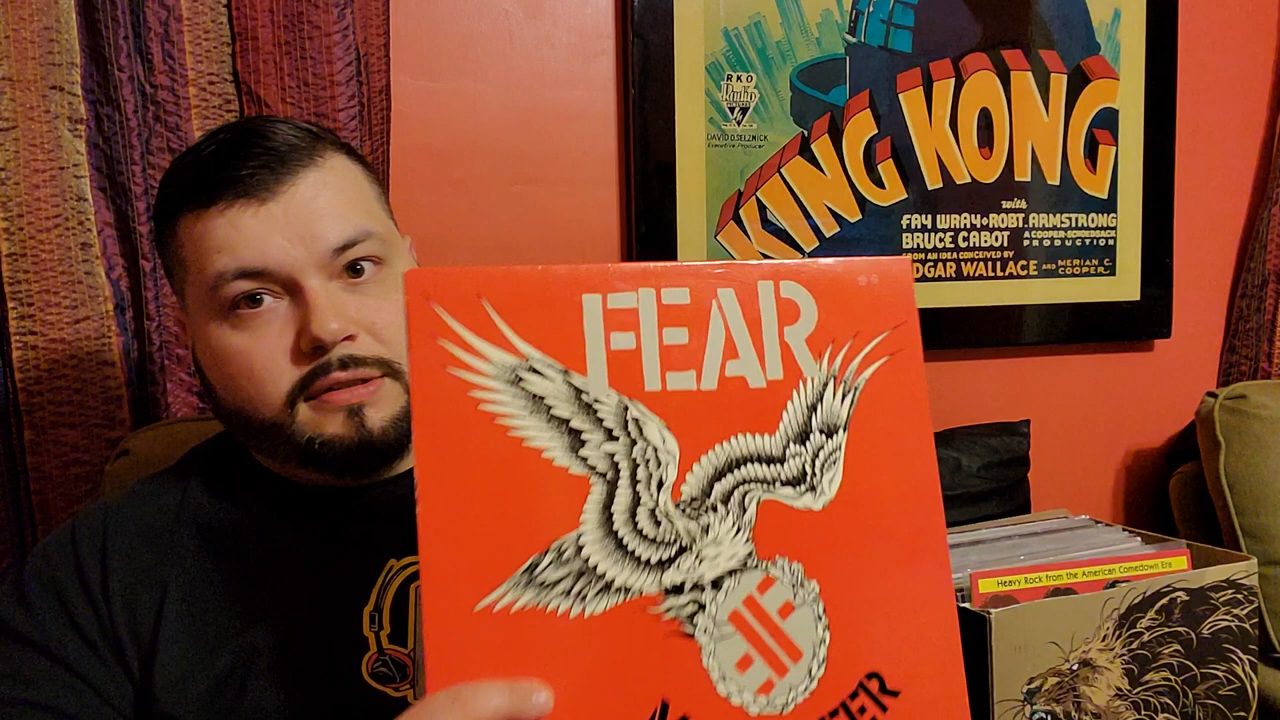 RKO
Radio
PICTURES
DAVID O. SELZNICK
Executive Producer
KING KONG
with
FAY WRAY • ROBT. ARMSTRONG
BRUCE CABOT
A COOPER-SCHOEDSACK
PRODUCTION
FROM AN IDEA CONCEIVED BY
EDGAR WALLACE AND MERIAN C.
COOPER
FEAR
Heavy Rock from the American Comedown Era